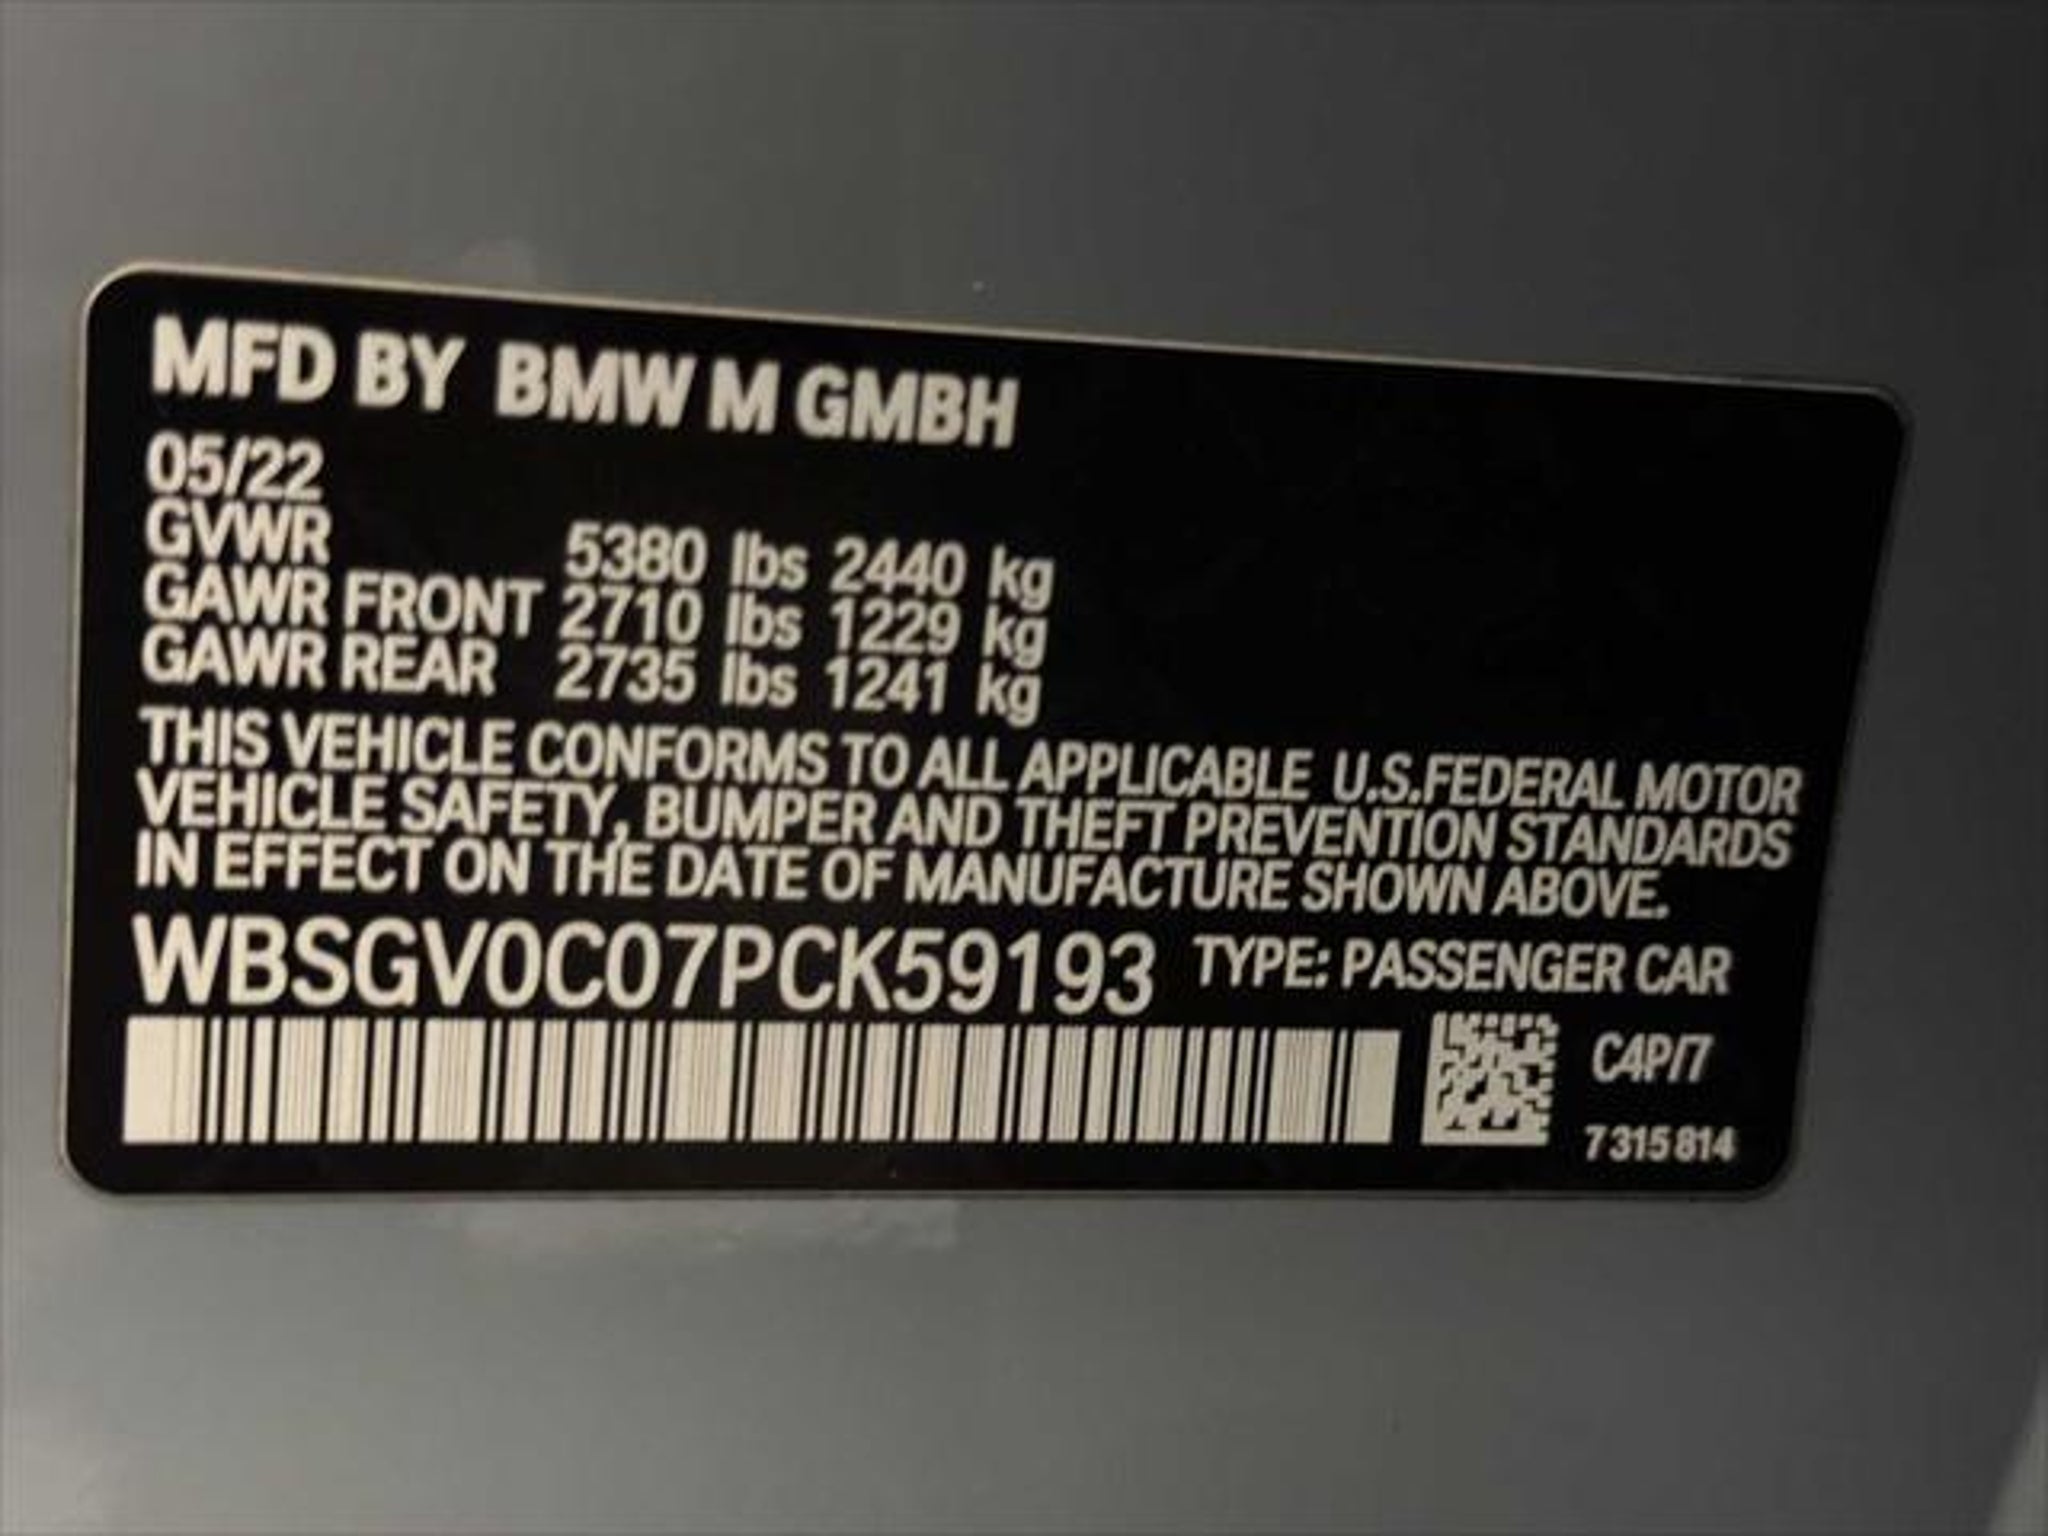 MFD BY BMW M GMBH
05/22
GVWR 5380 lbs 2440 kg
GAWR FRONT 2710 lbs 1229 kg
GAWR REAR 2735 lbs 1241 kg
THIS VEHICLE CONFORMS TO ALL APPLICABLE U.S.FEDERAL MOTOR
VEHICLE SAFETY, BUMPER AND THEFT PREVENTION STANDARDS
IN EFFECT ON THE DATE OF MANUFACTURE SHOWN ABOVE.
WBSGV0C07PCK59193 TYPE: PASSENGER CAR
C4P/7
7 315 814